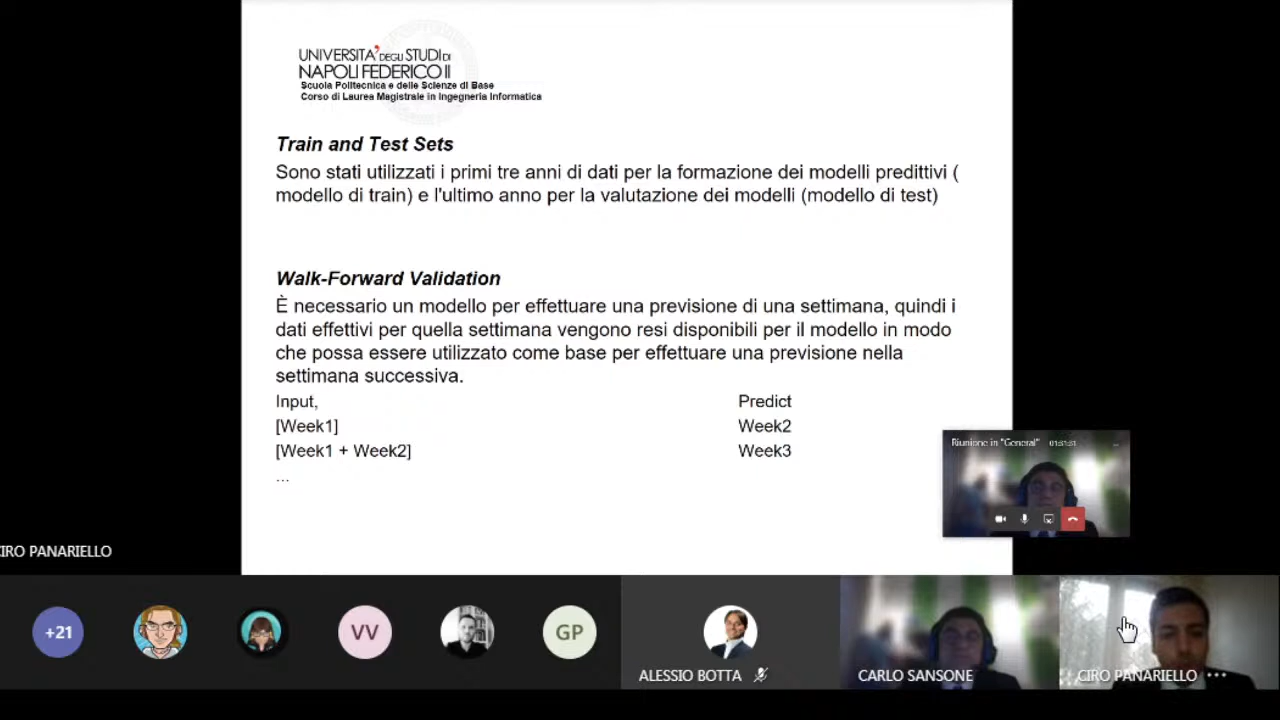 UNIVERSITA' DEGLI STUDI DI
NAPOLI FEDERICO II
Scuola Politecnica e delle Scienze di Base
Corso di Laurea Magistrale in Ingegneria Informatica
Train and Test Sets
Sono stati utilizzati i primi tre anni di dati per la formazione dei modelli predittivi (
modello di train) e l'ultimo anno per la valutazione dei modelli (modello di test)
Walk-Forward Validation
È necessario un modello per effettuare una previsione di una settimana, quindi i
dati effettivi per quella settimana vengono resi disponibili per il modello in modo
che possa essere utilizzato come base per effettuare una previsione nella
settimana successiva.
Input, Predict
[Week1] Week2
[Week1 + Week2] Week3
...
Riunione in "General"
IRO PANARIELLO
+21
VV
GP
ALESSIO BOTTA
CARLO SANSONE
CIRO PANARIELLO